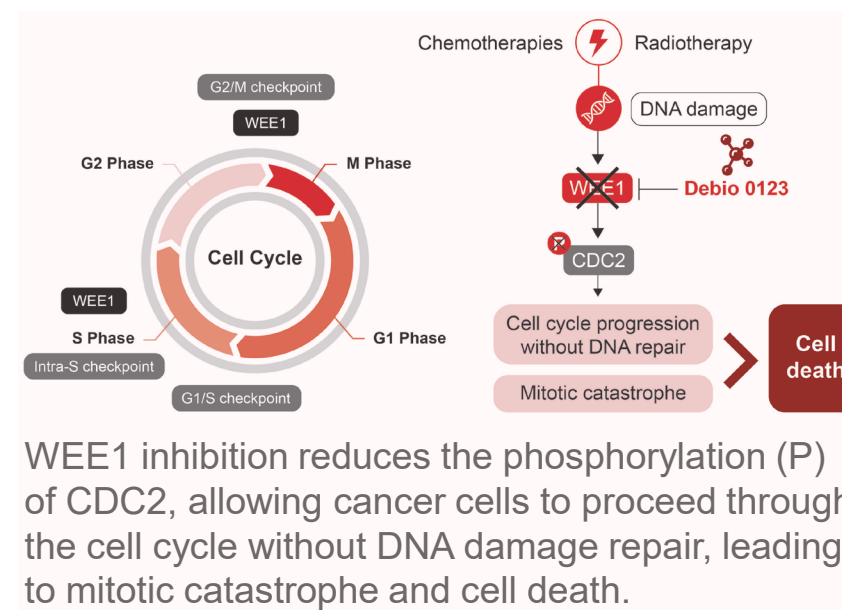 Chemotherapies
Radiotherapy
DNA damage
WEE1
Debio 0123
P
CDC2
Cell cycle progression
without DNA repair
Mitotic catastrophe
Cell
death
G2/M checkpoint
WEE1
G2 Phase
M Phase
Cell Cycle
WEE1
S Phase
G1 Phase
Intra-S checkpoint
G1/S checkpoint
WEE1 inhibition reduces the phosphorylation (P)
of CDC2, allowing cancer cells to proceed through
the cell cycle without DNA damage repair, leading
to mitotic catastrophe and cell death.